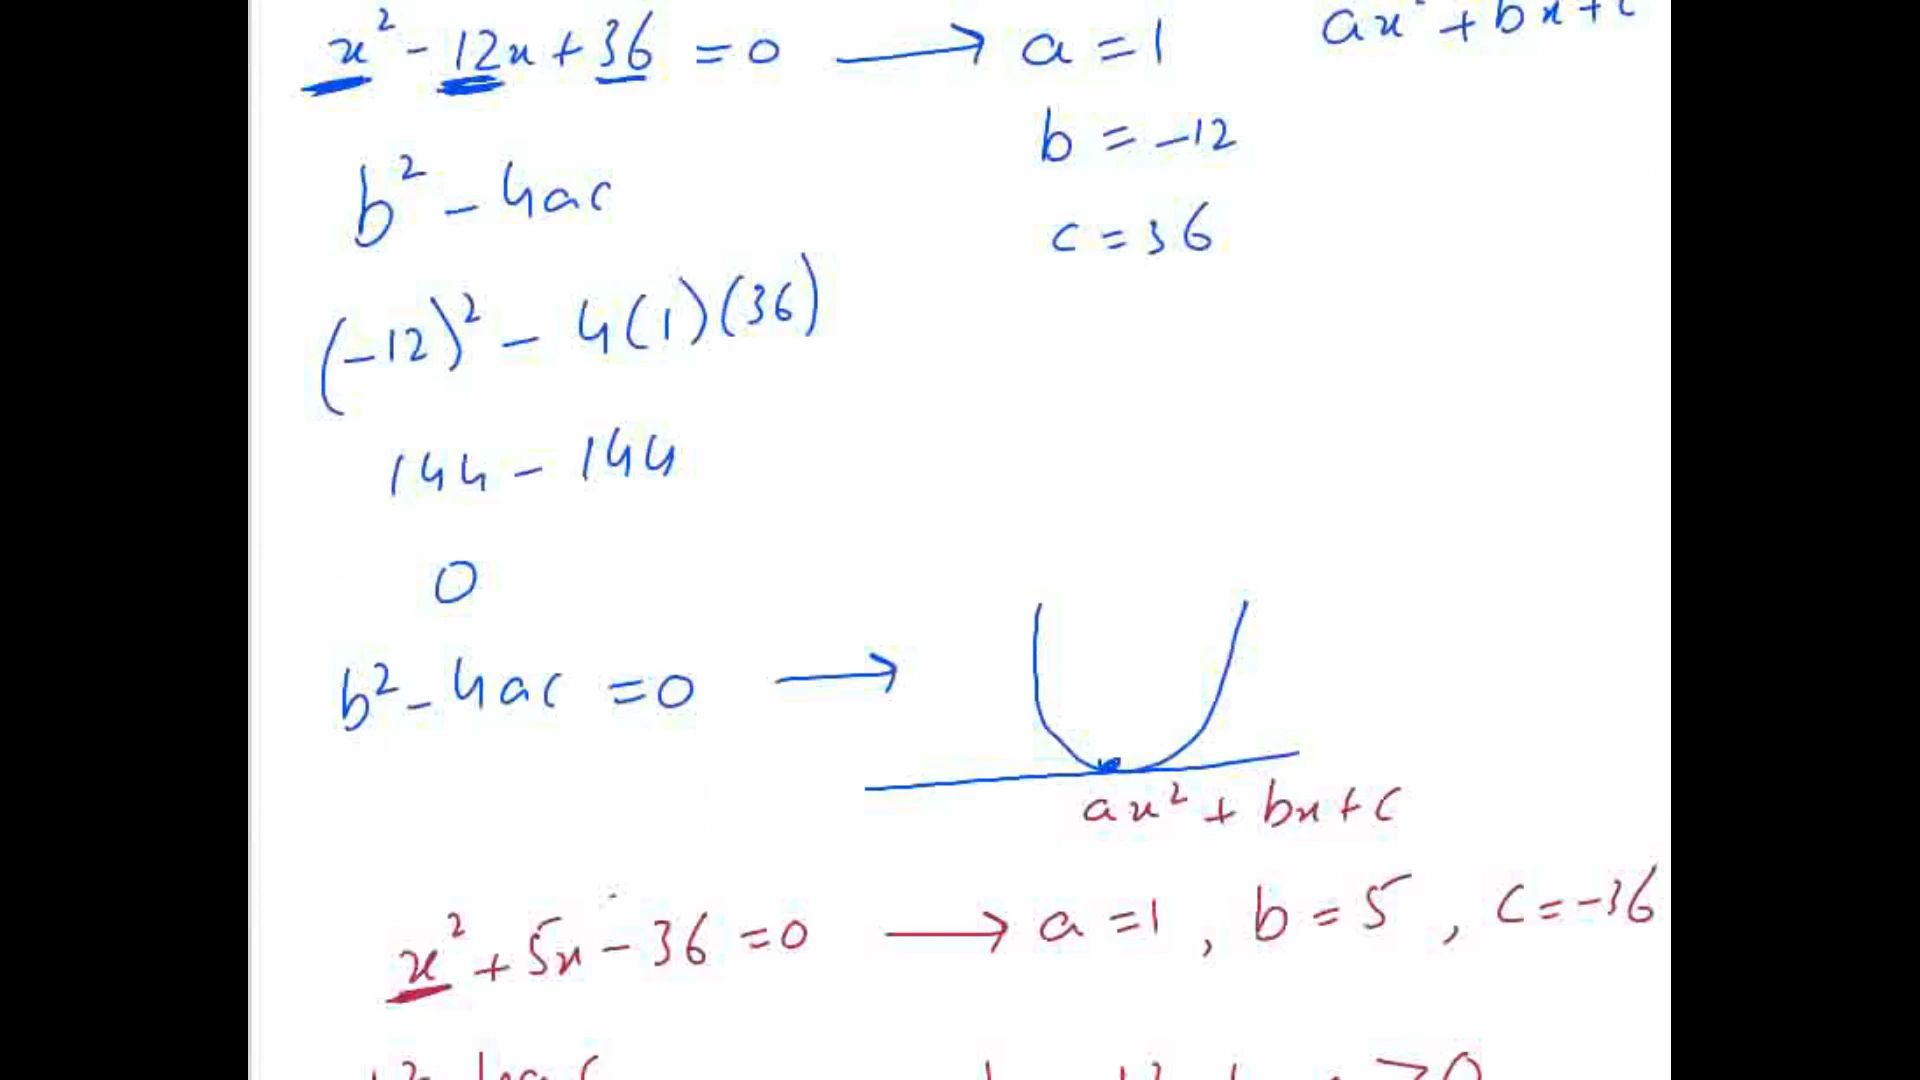 x² - 12x + 36 = 0 → a = 1
ax² + bx + c
b = -12
b² - 4ac
c = 36
(-12)² - 4(1)(36)
144 - 144
0
b² - 4ac = 0 →
ax² + bx + c
x² + 5x - 36 = 0 → a = 1, b = 5, c = -36